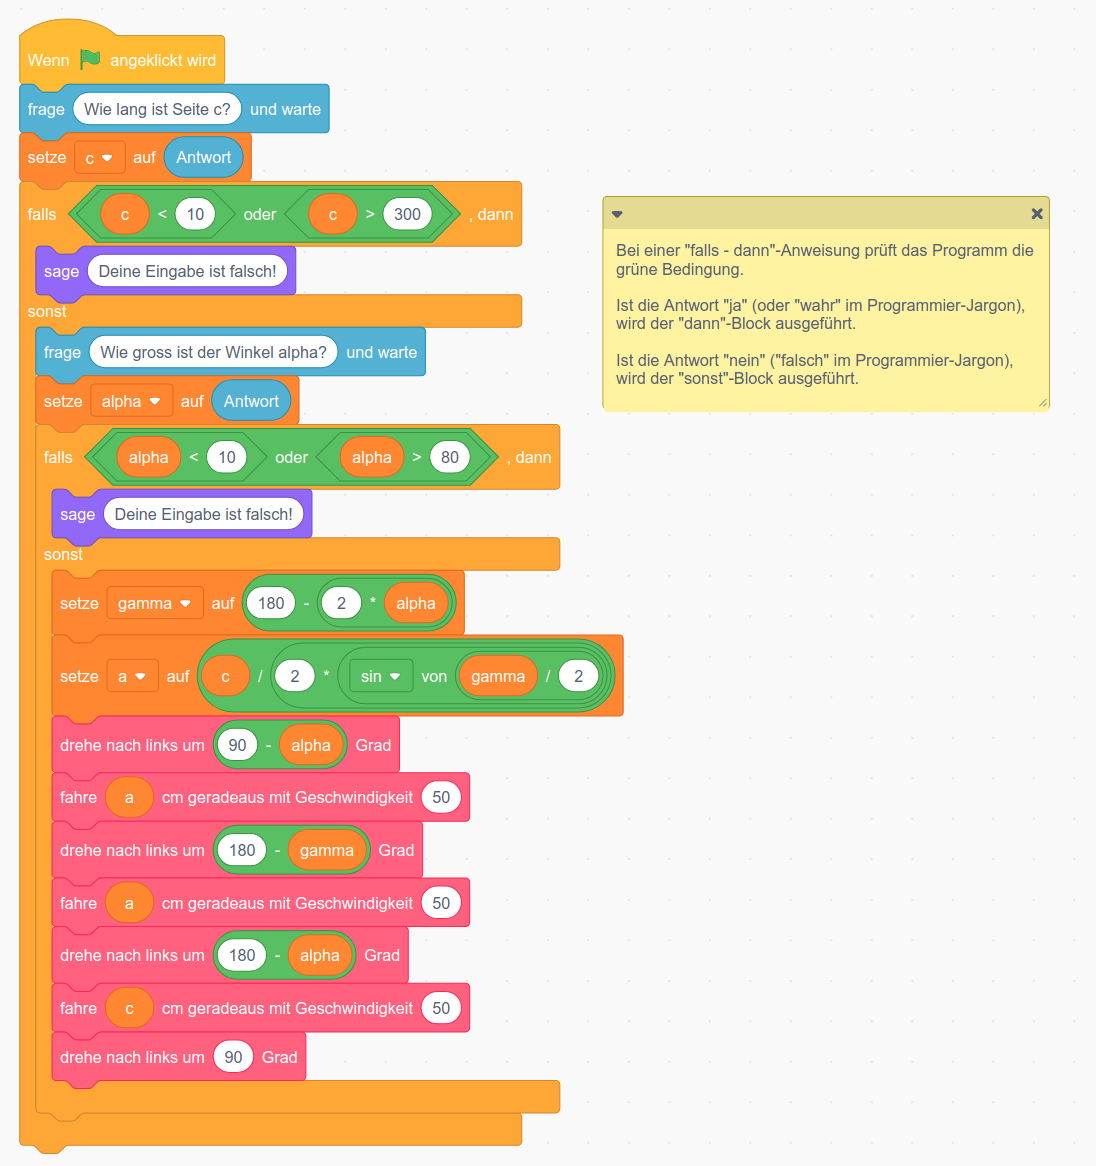 Wenn angeklickt wird
frage Wie lang ist Seite c? und warte
setze c auf Antwort
falls c < 10 oder c > 300 , dann
sage Deine Eingabe ist falsch!
sonst
frage Wie gross ist der Winkel alpha? und warte
setze alpha auf Antwort
falls alpha < 10 oder alpha > 80 , dann
sage Deine Eingabe ist falsch!
sonst
setze gamma auf 180 - 2 * alpha
setze a auf c / 2 * sin von gamma / 2
drehe nach links um 90 - alpha Grad
fahre a cm geradeaus mit Geschwindigkeit 50
drehe nach links um 180 - gamma Grad
fahre a cm geradeaus mit Geschwindigkeit 50
drehe nach links um 180 - alpha Grad
fahre c cm geradeaus mit Geschwindigkeit 50
drehe nach links um 90 Grad
Bei einer "falls - dann"-Anweisung prüft das Programm die
grüne Bedingung.
Ist die Antwort "ja" (oder "wahr" im Programmier-Jargon),
wird der "dann"-Block ausgeführt.
Ist die Antwort "nein" ("falsch" im Programmier-Jargon),
wird der "sonst"-Block ausgeführt.